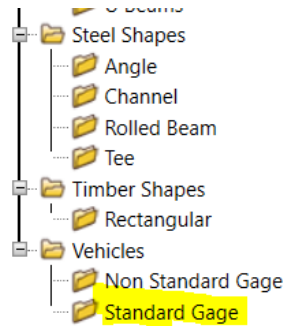 Steel Shapes
Angle
Channel
Rolled Beam
Tee
Timber Shapes
Rectangular
Vehicles
Non Standard Gage
Standard Gage